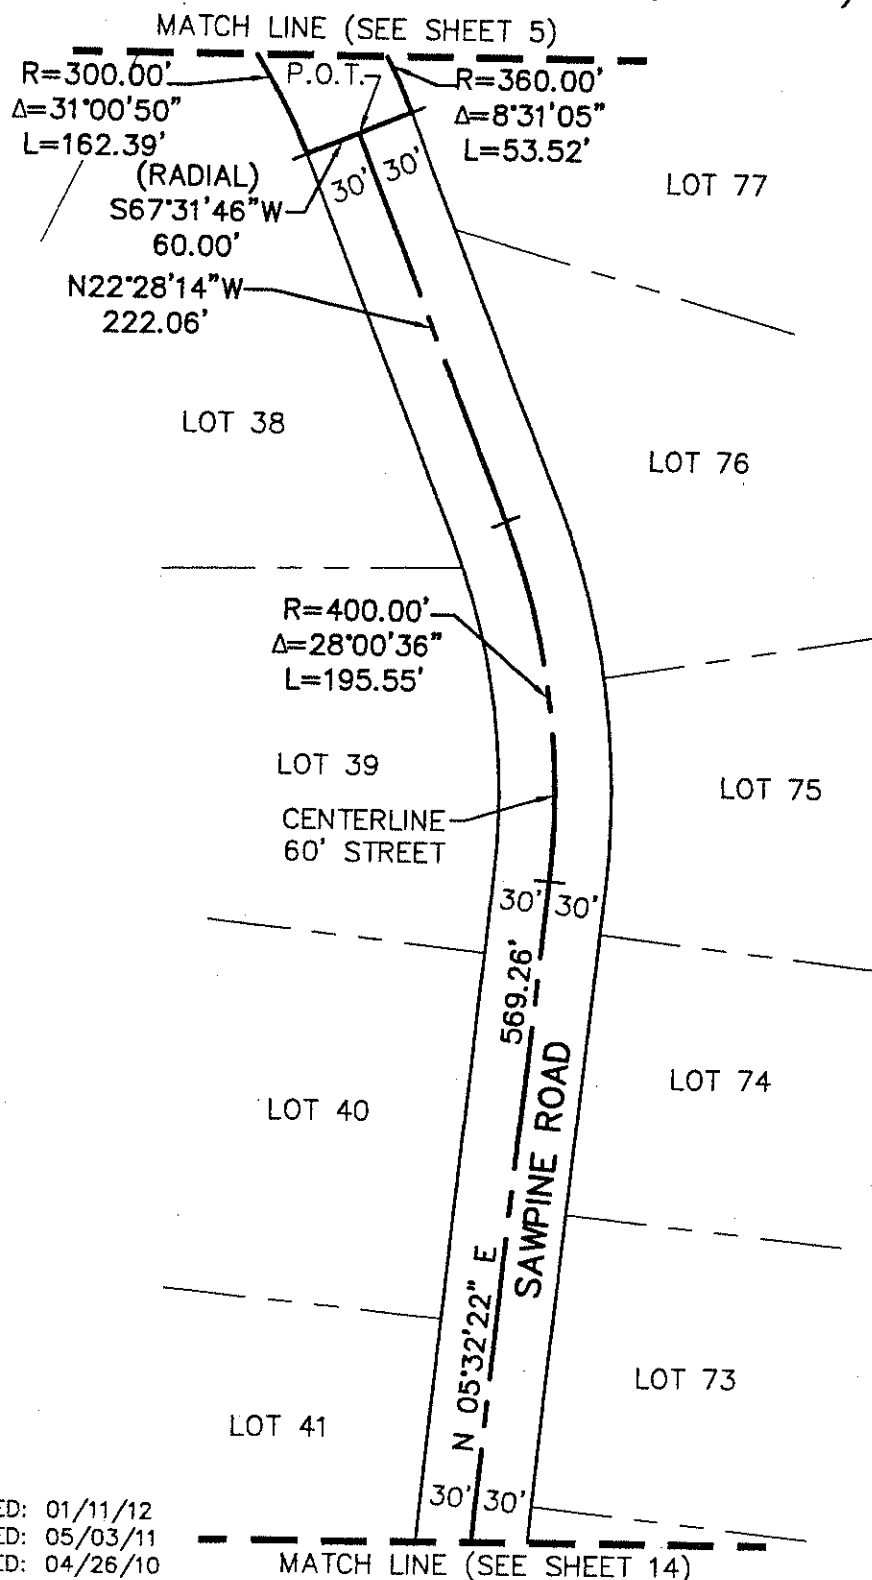 MATCH LINE (SEE SHEET 5)
R=300.00'
Δ=31°00'50"
L=162.39'
P.O.T.
R=360.00'
Δ=8°31'05"
L=53.52'
(RADIAL)
S67°31'46"W
60.00'
30' 30'
LOT 77
N22°28'14"W
222.06'
LOT 38
LOT 76
R=400.00'
Δ=28°00'36"
L=195.55'
LOT 39
LOT 75
CENTERLINE
60' STREET
30' 30'
569.26'
LOT 40
LOT 74
SAWPINE ROAD
N 05°32'22" E
LOT 73
LOT 41
30' 30'
ED: 01/11/12
ED: 05/03/11
ED: 04/26/10
MATCH LINE (SEE SHEET 14)